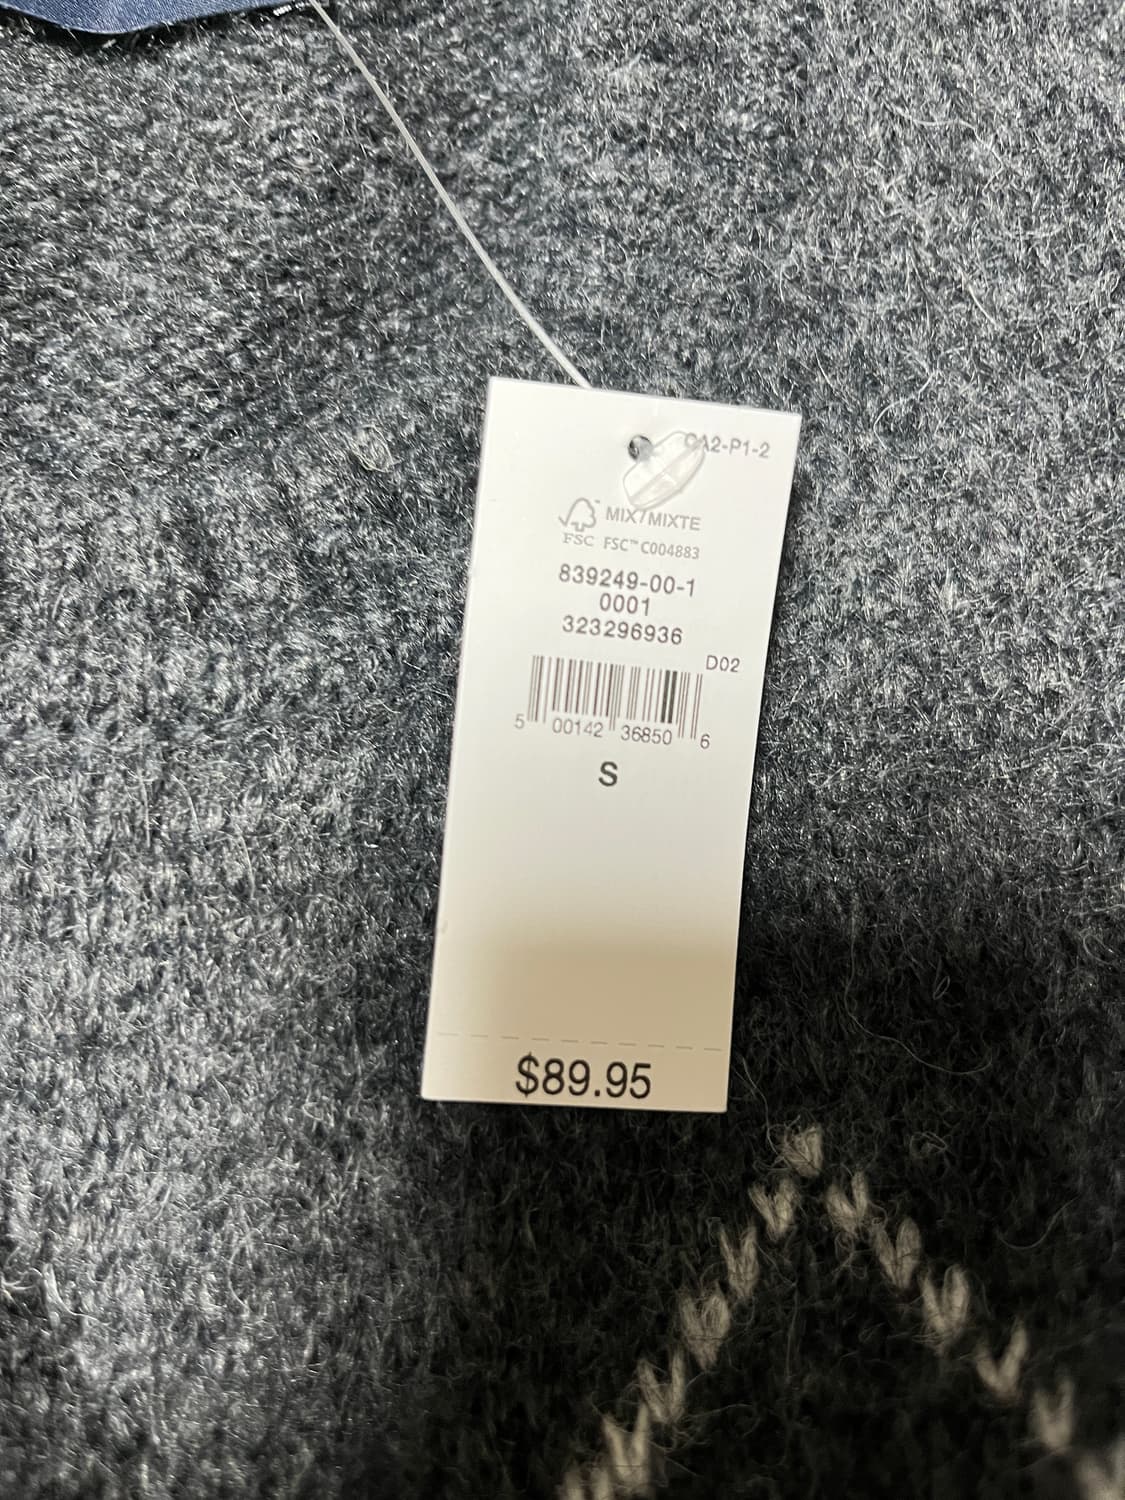 CA2-P1-2
MIX / MIXTE
FSC FSC™ C004883
839249-00-1
0001
323296936
D02
5 00142 36850 6
S
$89.95